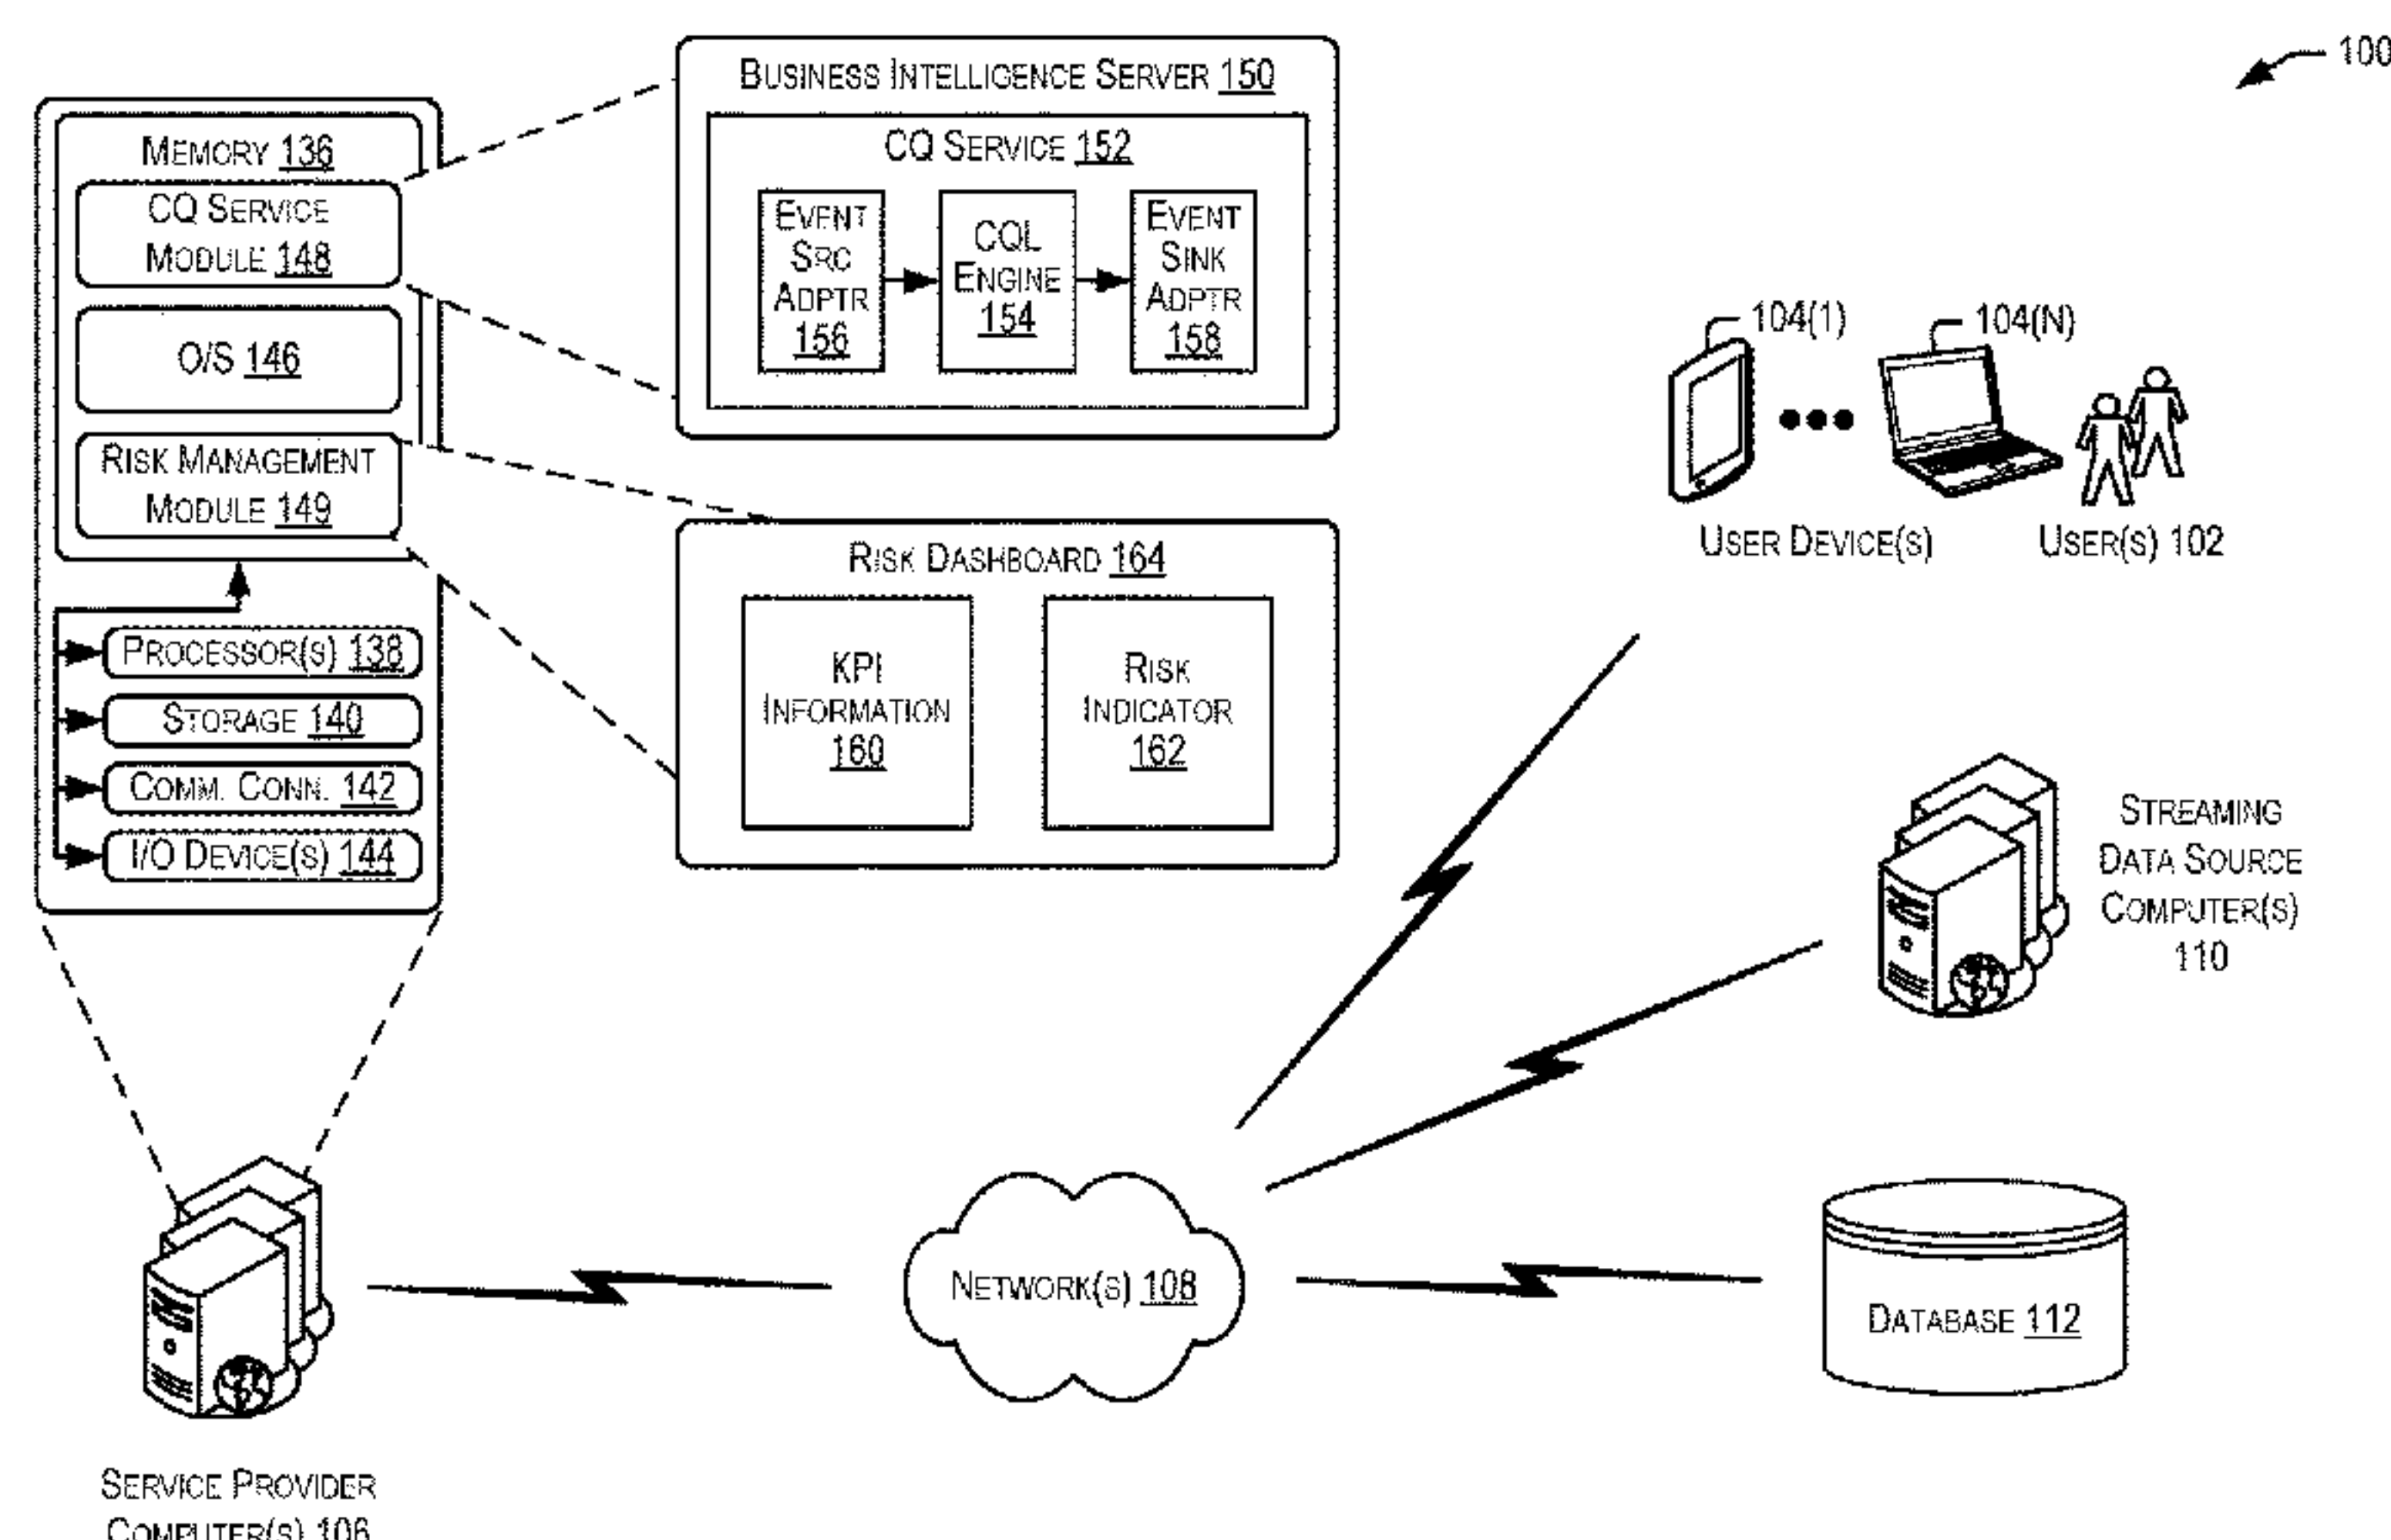 100
BUSINESS INTELLIGENCE SERVER 150
CQ SERVICE 152
EVENT
SRC
ADPTR
156
CQL
ENGINE
154
EVENT
SINK
ADPTR
158
MEMORY 136
CQ SERVICE
MODULE 148
O/S 146
RISK MANAGEMENT
MODULE 149
PROCESSOR(S) 138
STORAGE 140
COMM. CONN. 142
I/O DEVICE(S) 144
RISK DASHBOARD 164
KPI
INFORMATION
160
RISK
INDICATOR
162
104(1)
104(N)
USER DEVICE(S)
USER(S) 102
STREAMING
DATA SOURCE
COMPUTER(S)
110
NETWORK(S) 108
DATABASE 112
SERVICE PROVIDER
COMPUTER(S) 106